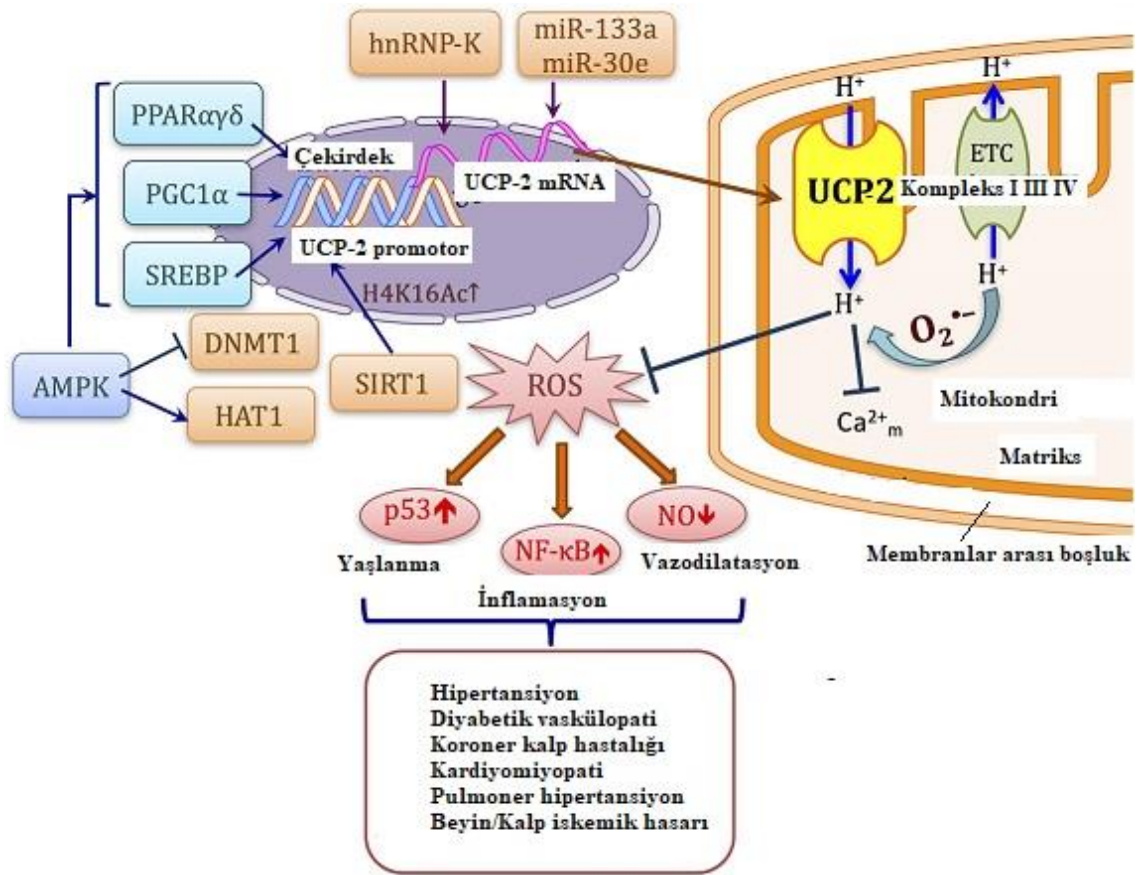 hnRNP-K
miR-133a
miR-30e
H⁺
H⁺
PPARαγδ
Çekirdek
PGC1α
UCP-2 mRNA
ETC
UCP-2
Kompleks I III IV
UCP-2 promotor
SREBP
H4K16Ac↑
H⁺
H⁺
O₂•−
DNMT1
AMPK
SIRT1
ROS
HAT1
Mitokondri
Ca²⁺m
Matriks
p53↑
NO↓
NF-κB↑
Membranlar arası boşluk
Yaşlanma
Vazodilatasyon
İnflamasyon
Hipertansiyon
Diyabetik vaskülopati
Koroner kalp hastalığı
Kardiyomiyopati
Pulmoner hipertansiyon
Beyin/Kalp iskemik hasarı